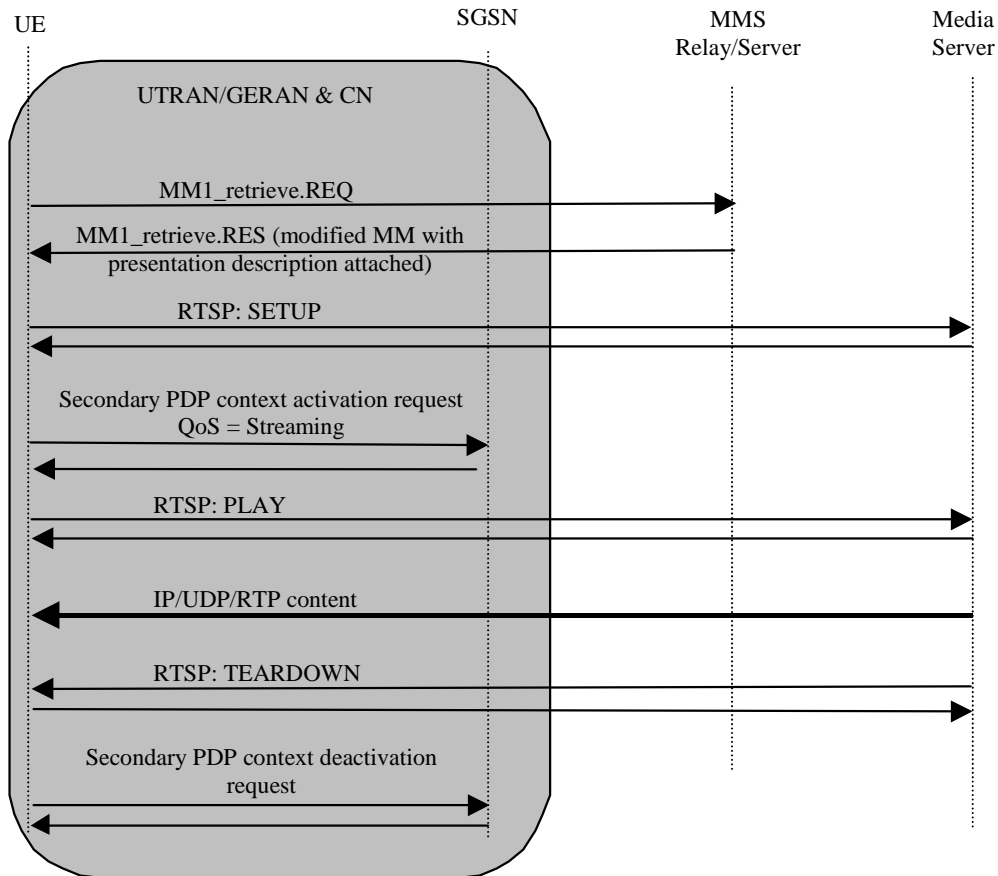 UE
SGSN
MMS
Relay/Server
Media
Server
UTRAN/GERAN & CN
MM1_retrieve.REQ
MM1_retrieve.RES (modified MM with
presentation description attached)
RTSP: SETUP
Secondary PDP context activation request
QoS = Streaming
RTSP: PLAY
IP/UDP/RTP content
RTSP: TEARDOWN
Secondary PDP context deactivation
request